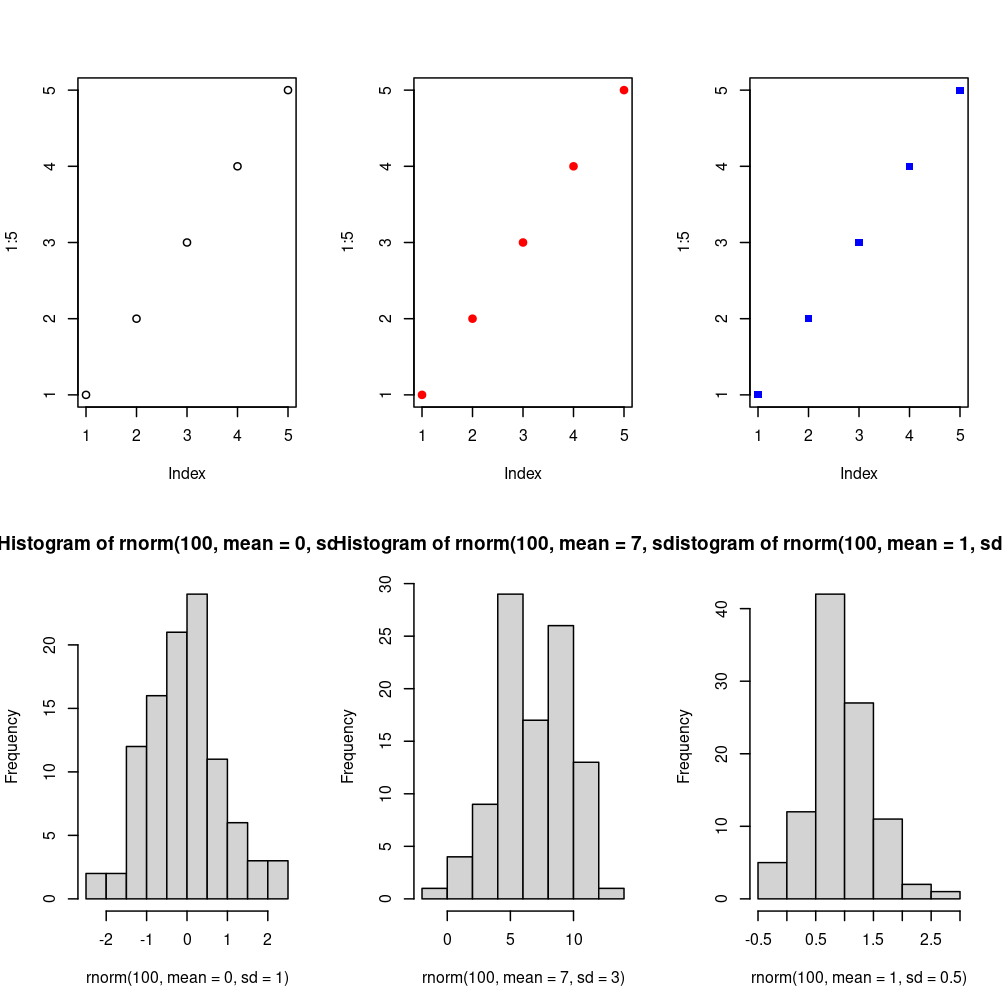 5
4
3
2
1
1:5
1 2 3 4 5
Index
5
4
3
2
1
1:5
1 2 3 4 5
Index
5
4
3
2
1
1:5
1 2 3 4 5
Index
Histogram of rnorm(100, mean = 0, sd
20
15
10
5
0
Frequency
-2 -1 0 1 2
rnorm(100, mean = 0, sd = 1)
Histogram of rnorm(100, mean = 7, sd
30
25
20
15
10
5
0
Frequency
0 5 10
rnorm(100, mean = 7, sd = 3)
istogram of rnorm(100, mean = 1, sd
40
30
20
10
0
Frequency
-0.5 0.5 1.5 2.5
rnorm(100, mean = 1, sd = 0.5)